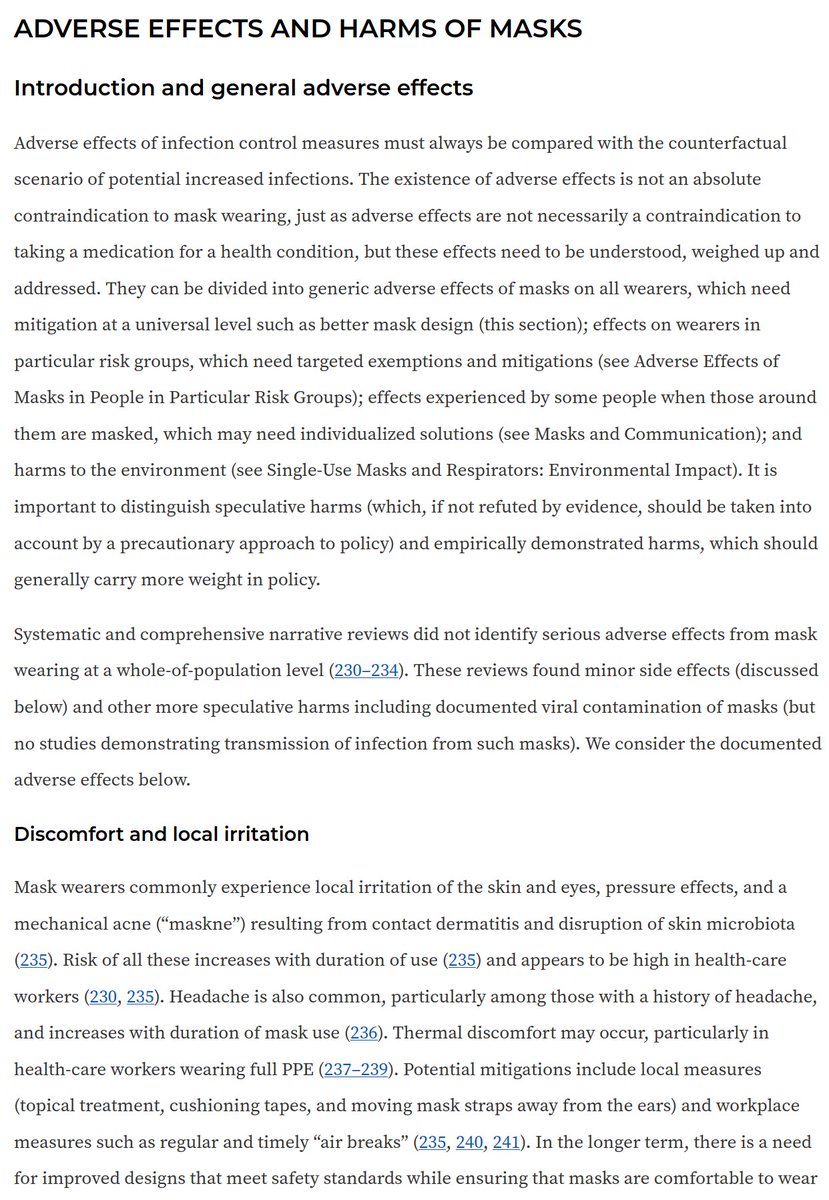 ADVERSE EFFECTS AND HARMS OF MASKS
Introduction and general adverse effects
Adverse effects of infection control measures must always be compared with the counterfactual
scenario of potential increased infections. The existence of adverse effects is not an absolute
contraindication to mask wearing, just as adverse effects are not necessarily a contraindication to
taking a medication for a health condition, but these effects need to be understood, weighed up and
addressed. They can be divided into generic adverse effects of masks on all wearers, which need
mitigation at a universal level such as better mask design (this section); effects on wearers in
particular risk groups, which need targeted exemptions and mitigations (see Adverse Effects of
Masks in People in Particular Risk Groups); effects experienced by some people when those around
them are masked, which may need individualized solutions (see Masks and Communication); and
harms to the environment (see Single-Use Masks and Respirators: Environmental Impact). It is
important to distinguish speculative harms (which, if not refuted by evidence, should be taken into
account by a precautionary approach to policy) and empirically demonstrated harms, which should
generally carry more weight in policy.
Systematic and comprehensive narrative reviews did not identify serious adverse effects from mask
wearing at a whole-of-population level (230–234). These reviews found minor side effects (discussed
below) and other more speculative harms including documented viral contamination of masks (but
no studies demonstrating transmission of infection from such masks). We consider the documented
adverse effects below.
Discomfort and local irritation
Mask wearers commonly experience local irritation of the skin and eyes, pressure effects, and a
mechanical acne (“maskne”) resulting from contact dermatitis and disruption of skin microbiota
(235). Risk of all these increases with duration of use (235) and appears to be high in health-care
workers (230, 235). Headache is also common, particularly among those with a history of headache,
and increases with duration of mask use (236). Thermal discomfort may occur, particularly in
health-care workers wearing full PPE (237–239). Potential mitigations include local measures
(topical treatment, cushioning tapes, and moving mask straps away from the ears) and workplace
measures such as regular and timely “air breaks” (235, 240, 241). In the longer term, there is a need
for improved designs that meet safety standards while ensuring that masks are comfortable to wear